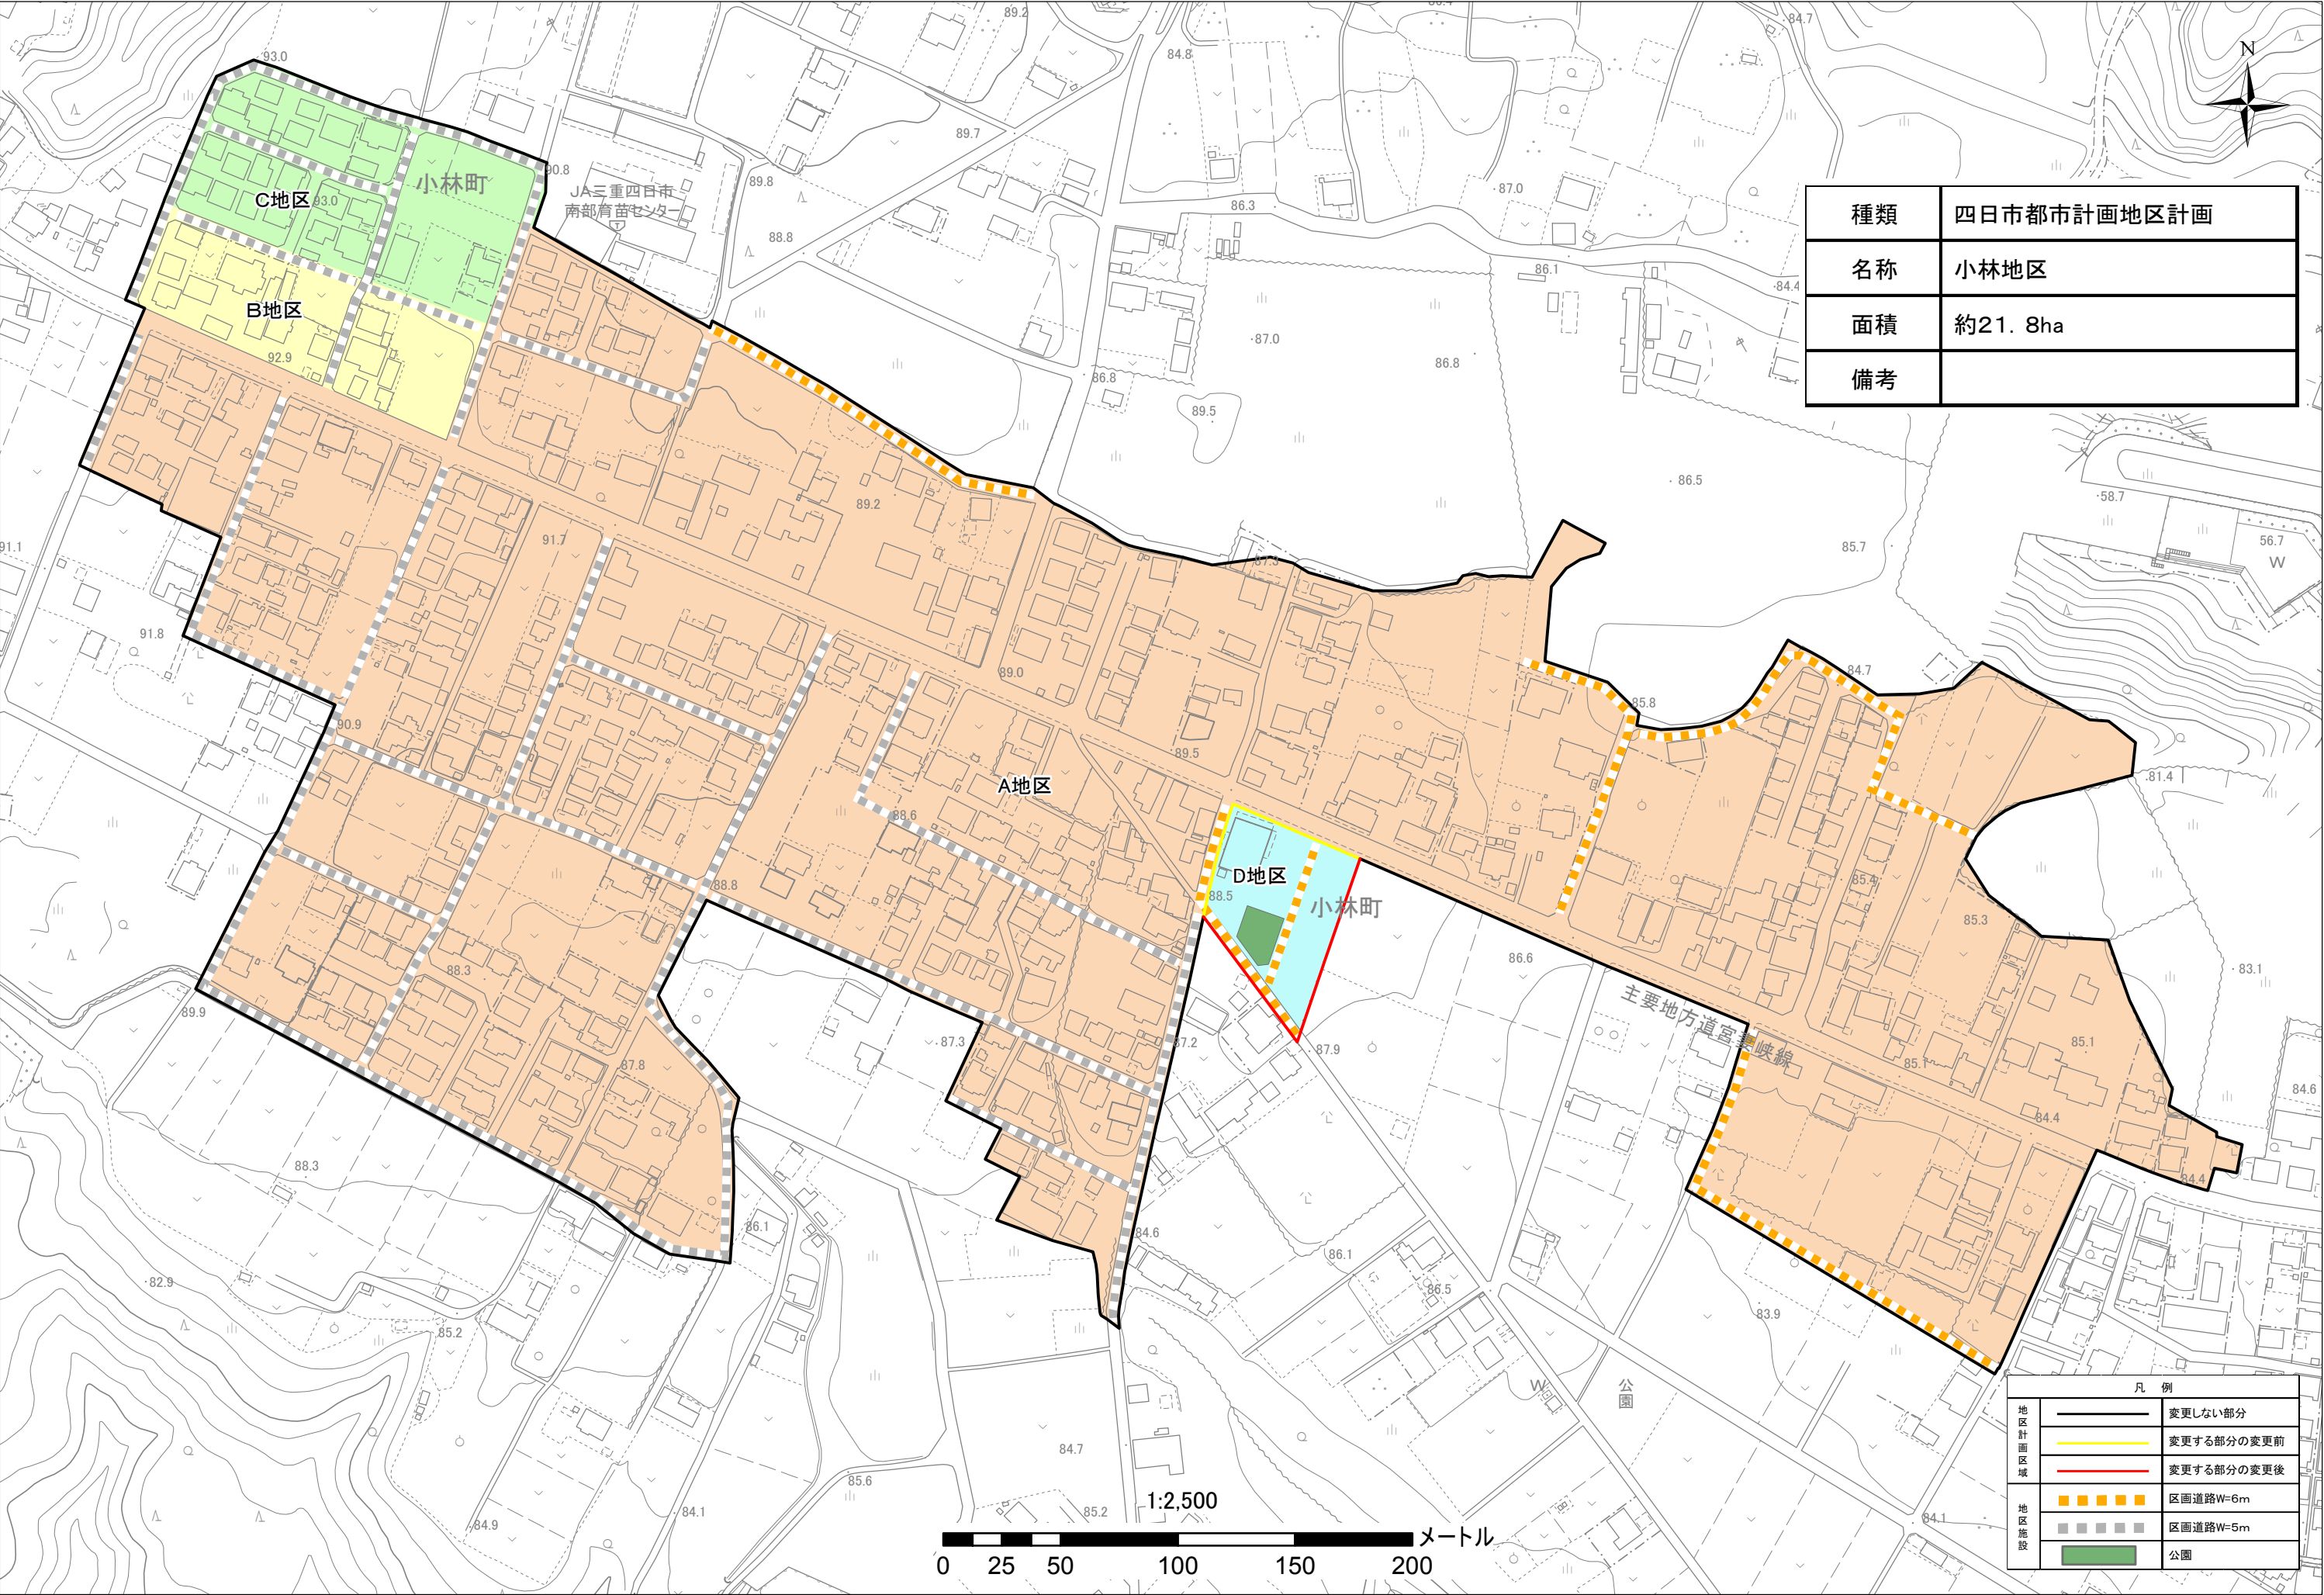 93.0
89.2
86.4
84.7
84.8
N
89.7
90.8
小林町
JA三重四日市
南部育苗センター
89.8
87.0
C地区
93.0
86.3
種類 四日市都市計画地区計画
名称 小林地区
面積 約21.8ha
備考
88.8
86.1
84.4
B地区
87.0
92.9
86.8
86.8
89.5
86.5
89.2
58.7
91.7
56.7
W
91.1
85.7
87.3
91.8
89.0
84.7
90.9
85.8
89.5
A地区
81.4
88.6
D地区
85.4
88.8
88.5
小林町
85.3
88.3
86.6
83.1
主要地方道宮妻峡線
89.9
87.3
87.2
87.9
85.1
87.8
85.1
84.6
84.4
88.3
84.4
86.1
84.6
86.1
82.9
86.5
83.9
85.2
W
公園
84.7
85.6
84.1
85.2
84.9
84.1
1:2,500
メートル
0 25 50 100 150 200
凡 例
地区計画区域
変更しない部分
変更する部分の変更前
変更する部分の変更後
地区施設
区画道路W=6m
区画道路W=5m
公園